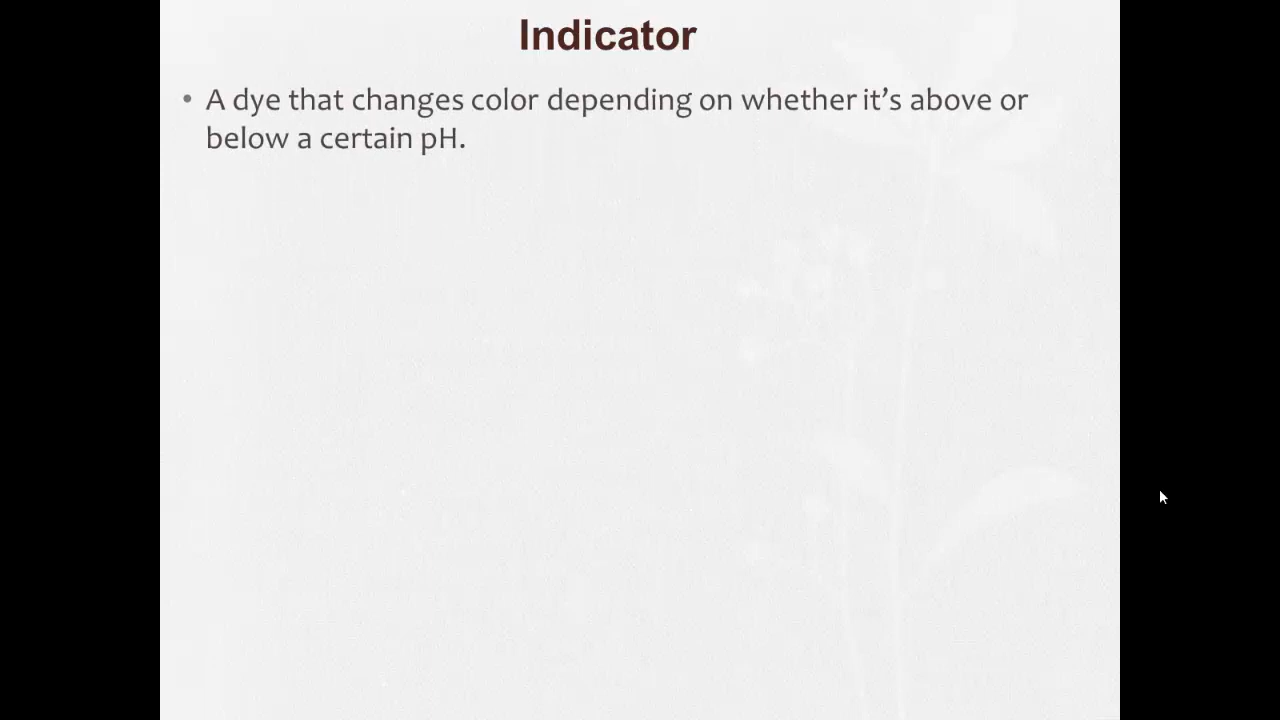 Indicator
• A dye that changes color depending on whether it’s above or
below a certain pH.